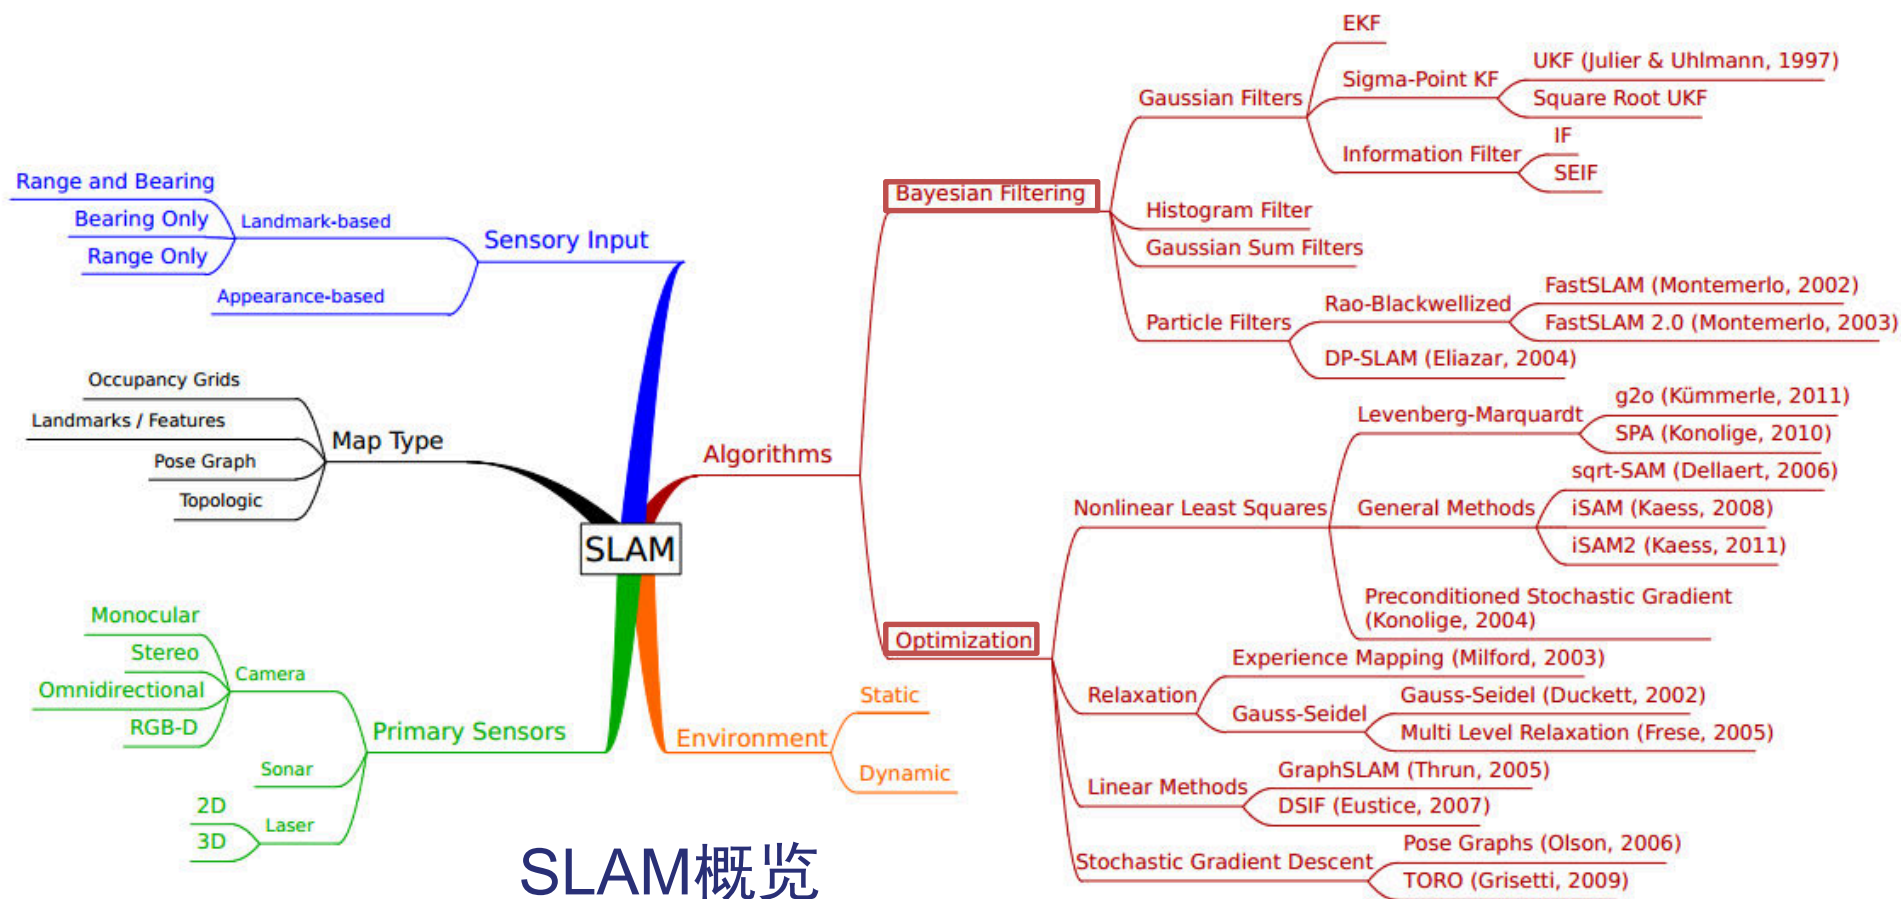 Range and Bearing
Bearing Only
Range Only
Landmark-based
Appearance-based
Sensory Input
Occupancy Grids
Landmarks / Features
Pose Graph
Topologic
Map Type
SLAM
Monocular
Stereo
Omnidirectional
RGB-D
Camera
Sonar
2D
3D
Laser
Primary Sensors
Environment
Static
Dynamic
Algorithms
Bayesian Filtering
Gaussian Filters
EKF
Sigma-Point KF
UKF (Julier & Uhlmann, 1997)
Square Root UKF
Information Filter
IF
SEIF
Histogram Filter
Gaussian Sum Filters
Particle Filters
Rao-Blackwellized
FastSLAM (Montemerlo, 2002)
FastSLAM 2.0 (Montemerlo, 2003)
DP-SLAM (Eliazar, 2004)
Optimization
Nonlinear Least Squares
Levenberg-Marquardt
g2o (Kümmerle, 2011)
SPA (Konolige, 2010)
General Methods
sqrt-SAM (Dellaert, 2006)
iSAM (Kaess, 2008)
iSAM2 (Kaess, 2011)
Preconditioned Stochastic Gradient
(Konolige, 2004)
Relaxation
Experience Mapping (Milford, 2003)
Gauss-Seidel
Gauss-Seidel (Duckett, 2002)
Multi Level Relaxation (Frese, 2005)
Linear Methods
GraphSLAM (Thrun, 2005)
DSIF (Eustice, 2007)
Stochastic Gradient Descent
Pose Graphs (Olson, 2006)
TORO (Grisetti, 2009)
SLAM概览